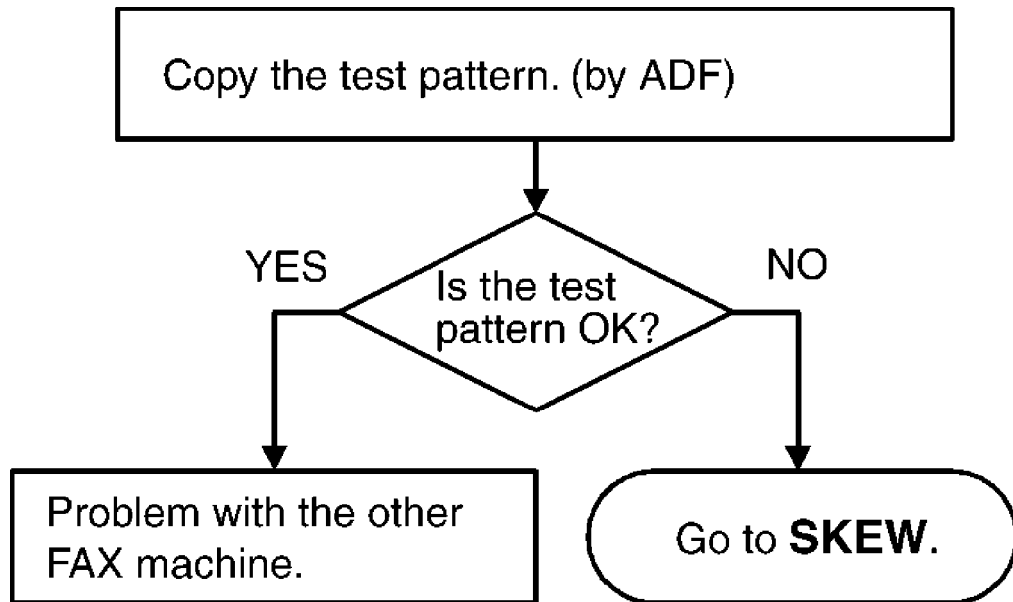 Copy the test pattern. (by ADF)
YES
NO
Is the test
pattern OK?
Problem with the other
FAX machine.
Go to SKEW.